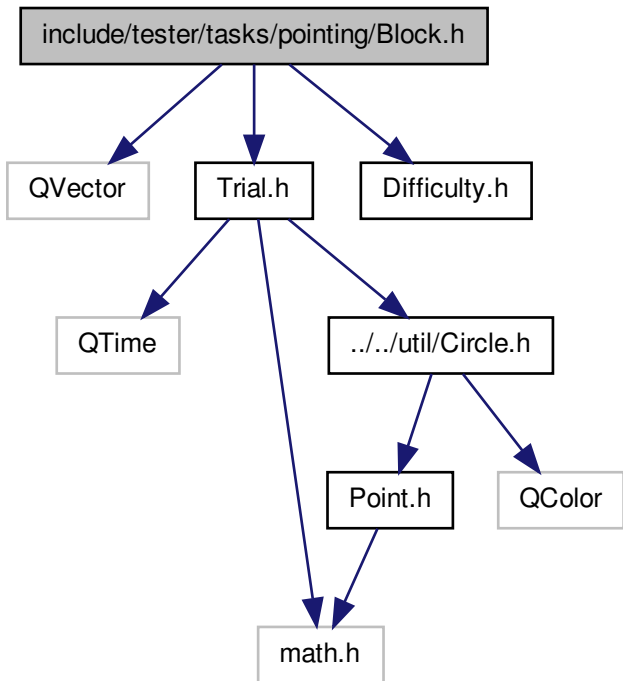 include/tester/tasks/pointing/Block.h
QVector
Trial.h
Difficulty.h
QTime
../../util/Circle.h
Point.h
QColor
math.h